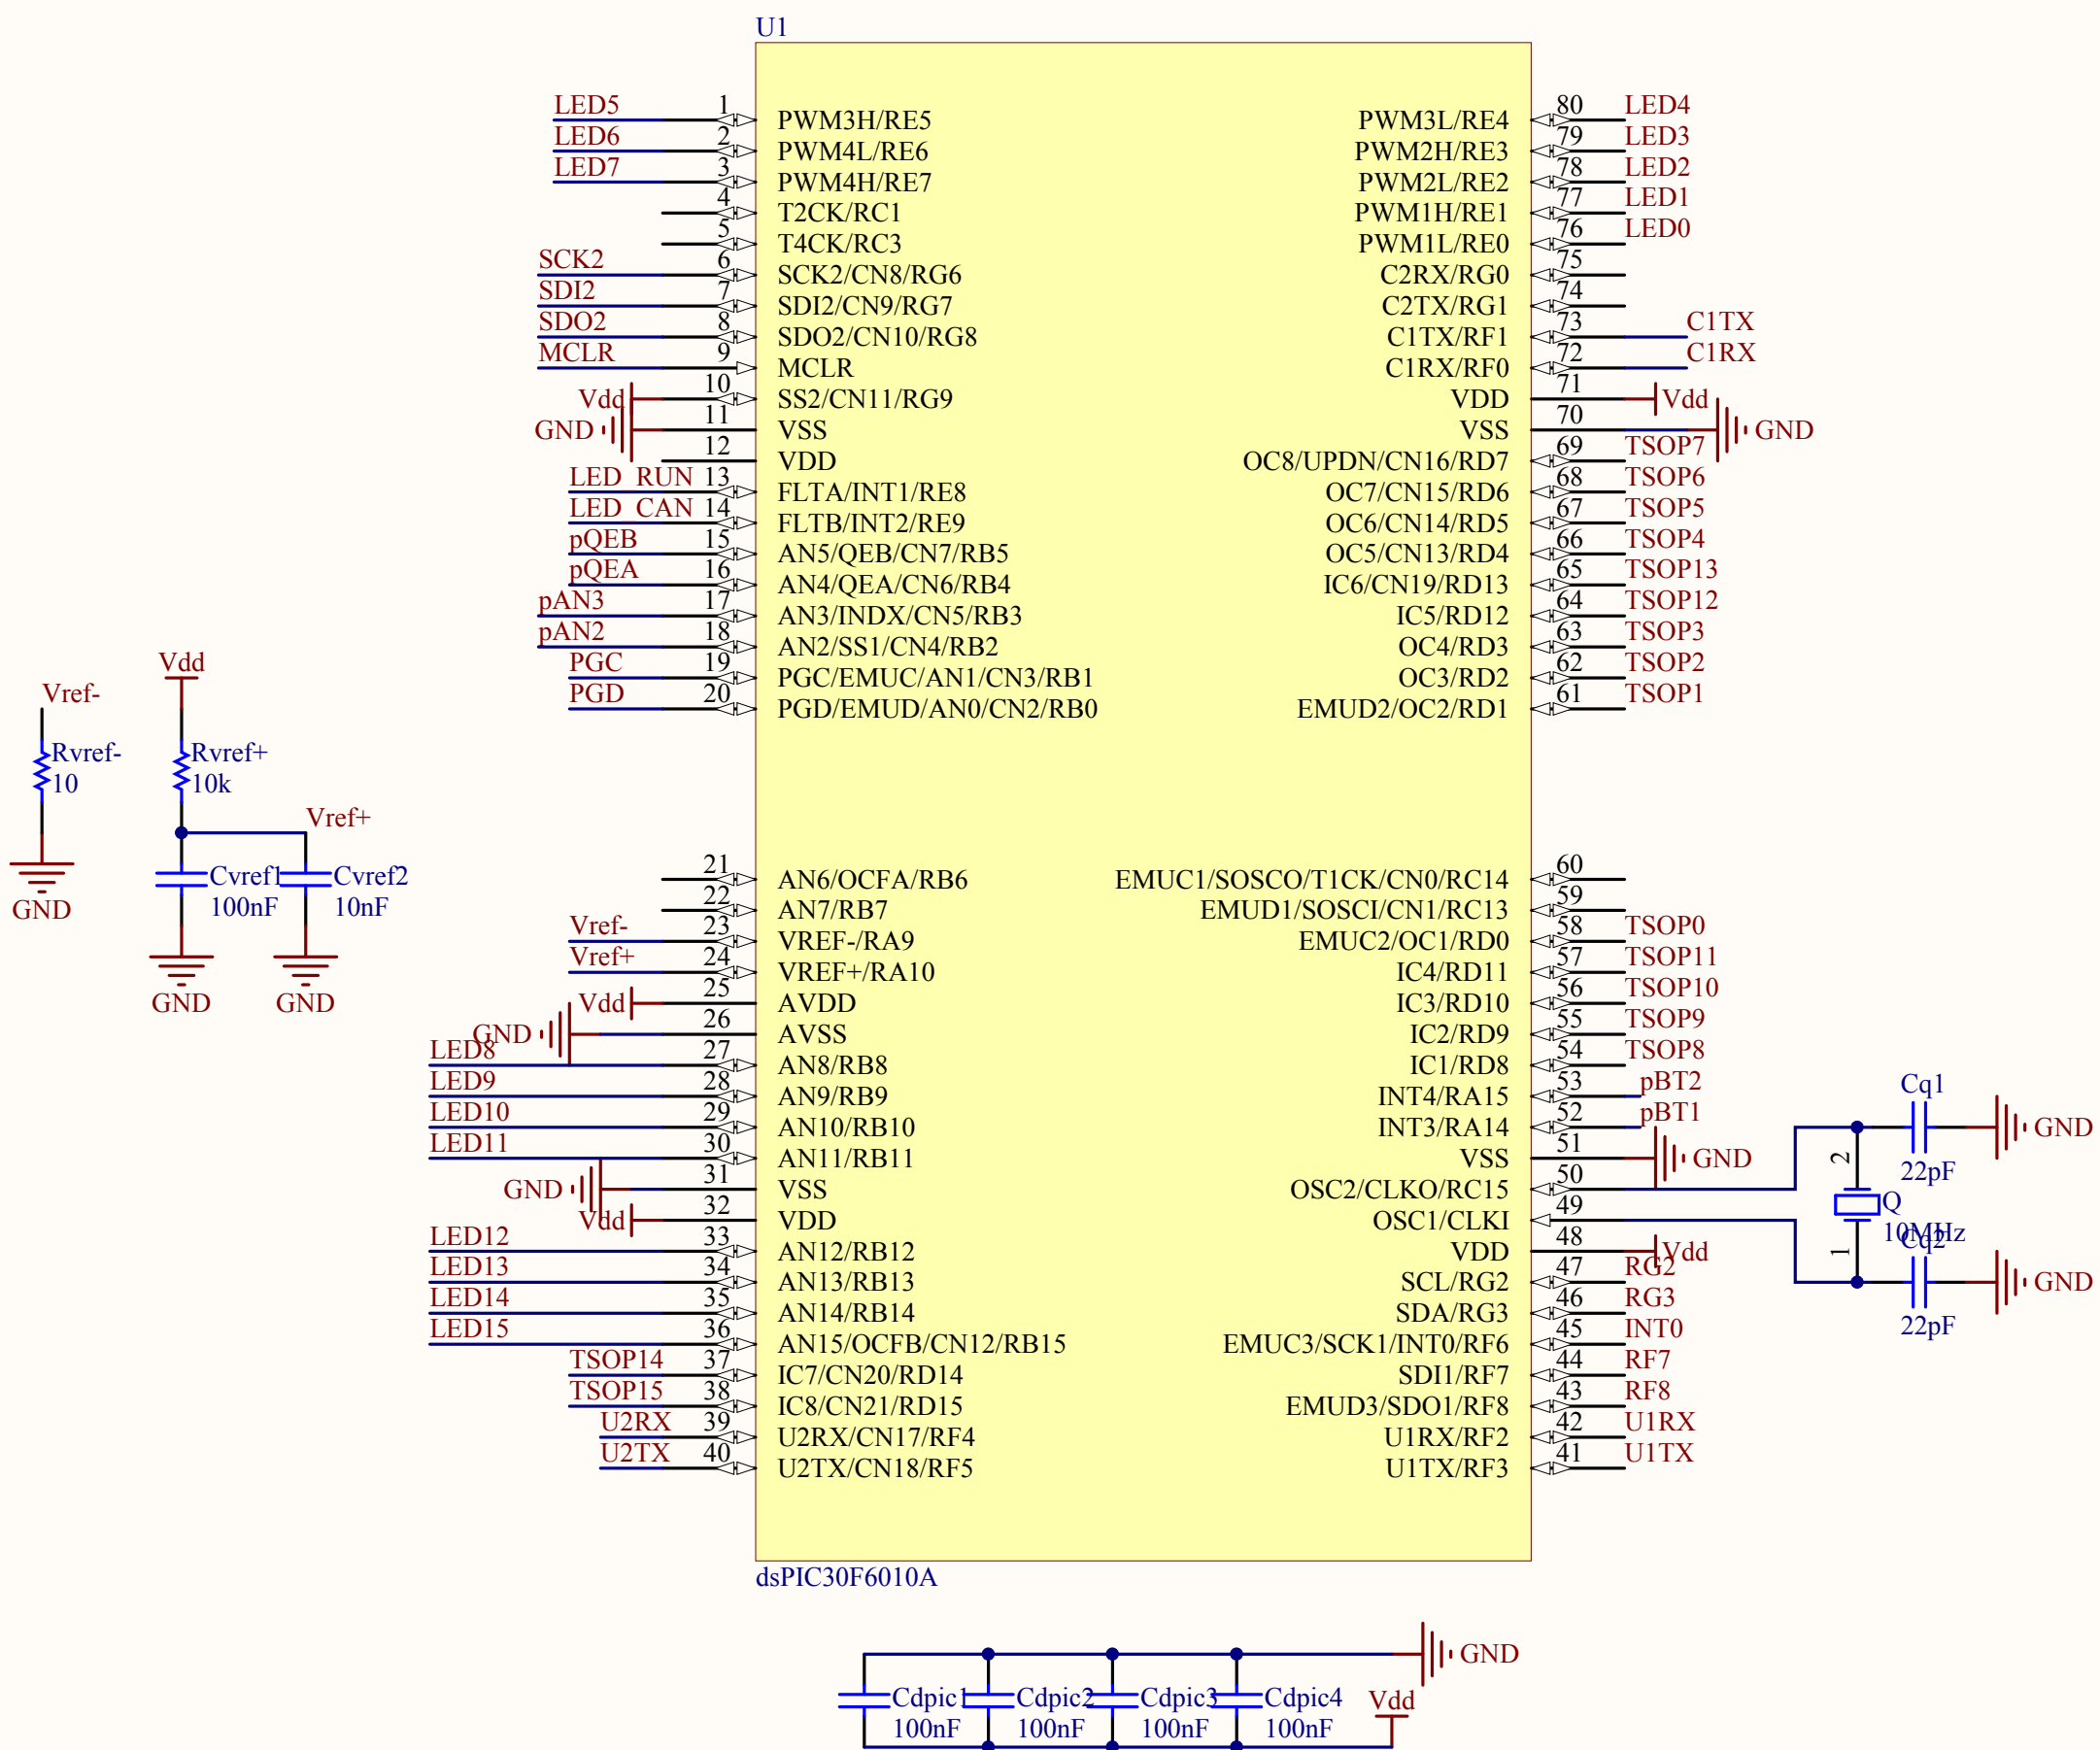 U1
LED5 1 PWM3H/RE5 PWM3L/RE4 80 LED4
LED6 2 PWM4L/RE6 PWM2H/RE3 79 LED3
LED7 3 PWM4H/RE7 PWM2L/RE2 78 LED2
4 T2CK/RC1 PWM1H/RE1 77 LED1
5 T4CK/RC3 PWM1L/RE0 76 LED0
SCK2 6 SCK2/CN8/RG6 C2RX/RG0 75
SDI2 7 SDI2/CN9/RG7 C2TX/RG1 74
SDO2 8 SDO2/CN10/RG8 C1TX/RF1 73 C1TX
MCLR 9 MCLR C1RX/RF0 72 C1RX
Vdd 10 SS2/CN11/RG9 VDD 71 Vdd
GND 11 VSS VSS 70 GND
12 VDD OC8/UPDN/CN16/RD7 69 TSOP7
LED_RUN 13 FLTA/INT1/RE8 OC7/CN15/RD6 68 TSOP6
LED_CAN 14 FLTB/INT2/RE9 OC6/CN14/RD5 67 TSOP5
pQEB 15 AN5/QEB/CN7/RB5 OC5/CN13/RD4 66 TSOP4
pQEA 16 AN4/QEA/CN6/RB4 IC6/CN19/RD13 65 TSOP13
pAN3 17 AN3/INDX/CN5/RB3 IC5/RD12 64 TSOP12
pAN2 18 AN2/SS1/CN4/RB2 OC4/RD3 63 TSOP3
PGC 19 PGC/EMUC/AN1/CN3/RB1 OC3/RD2 62 TSOP2
PGD 20 PGD/EMUD/AN0/CN2/RB0 EMUD2/OC2/RD1 61 TSOP1
Vdd
Vref-
Rvref- Rvref+
10 10k
Vref+
Cvref1 Cvref2
100nF 10nF
GND
GND GND
21 AN6/OCFA/RB6 EMUC1/SOSCO/T1CK/CN0/RC14 60
22 AN7/RB7 EMUD1/SOSCI/CN1/RC13 59
Vref- 23 VREF-/RA9 EMUC2/OC1/RD0 58 TSOP0
Vref+ 24 VREF+/RA10 IC4/RD11 57 TSOP11
Vdd 25 AVDD IC3/RD10 56 TSOP10
GND 26 AVSS IC2/RD9 55 TSOP9
LED8 27 AN8/RB8 IC1/RD8 54 TSOP8
LED9 28 AN9/RB9 INT4/RA15 53 pBT2
LED10 29 AN10/RB10 INT3/RA14 52 pBT1
LED11 30 AN11/RB11 VSS 51 GND
GND 31 VSS OSC2/CLKO/RC15 50
Vdd 32 VDD OSC1/CLKI 49
LED12 33 AN12/RB12 VDD 48 Vdd
LED13 34 AN13/RB13 SCL/RG2 47 RG2
LED14 35 AN14/RB14 SDA/RG3 46 RG3
LED15 36 AN15/OCFB/CN12/RB15 EMUC3/SCK1/INT0/RF6 45 INT0
TSOP14 37 IC7/CN20/RD14 SDI1/RF7 44 RF7
TSOP15 38 IC8/CN21/RD15 EMUD3/SDO1/RF8 43 RF8
U2RX 39 U2RX/CN17/RF4 U1RX/RF2 42 U1RX
U2TX 40 U2TX/CN18/RF5 U1TX/RF3 41 U1TX
Cq1
GND
2 22pF
Q
10MHz
1 Cq2
GND
22pF
dsPIC30F6010A
GND
Cdpic1 Cdpic2 Cdpic3 Cdpic4 Vdd
100nF 100nF 100nF 100nF